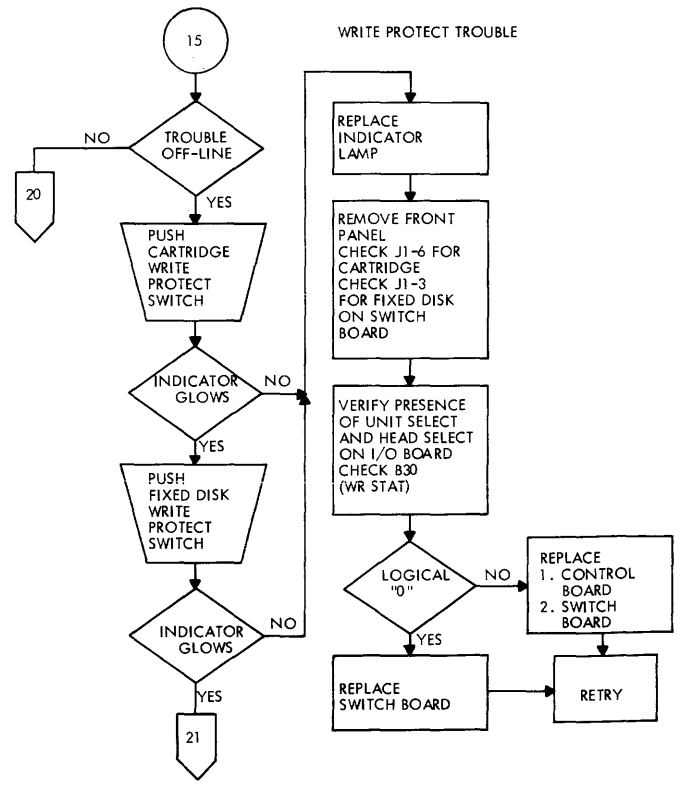 WRITE PROTECT TROUBLE
15
TROUBLE
OFF-LINE
NO
20
YES
PUSH
CARTRIDGE
WRITE
PROTECT
SWITCH
INDICATOR
GLOWS
NO
YES
PUSH
FIXED DISK
WRITE
PROTECT
SWITCH
INDICATOR
GLOWS
NO
YES
21
REPLACE
INDICATOR
LAMP
REMOVE FRONT
PANEL
CHECK J1-6 FOR
CARTRIDGE
CHECK J1-3
FOR FIXED DISK
ON SWITCH
BOARD
VERIFY PRESENCE
OF UNIT SELECT
AND HEAD SELECT
ON I/O BOARD
CHECK B30
(WR STAT)
LOGICAL
"0"
NO
YES
REPLACE
1. CONTROL
BOARD
2. SWITCH
BOARD
REPLACE
SWITCH BOARD
RETRY